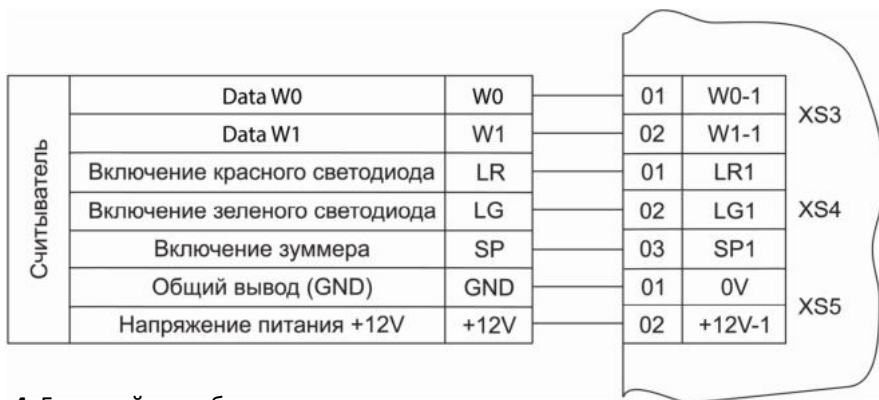 Считыватель
Data W0 W0 01 W0-1 XS3
Data W1 W1 02 W1-1
Включение красного светодиода LR 01 LR1
Включение зеленого светодиода LG 02 LG1 XS4
Включение зуммера SP 03 SP1
Общий вывод (GND) GND 01 0V XS5
Напряжение питания +12V +12V 02 +12V-1